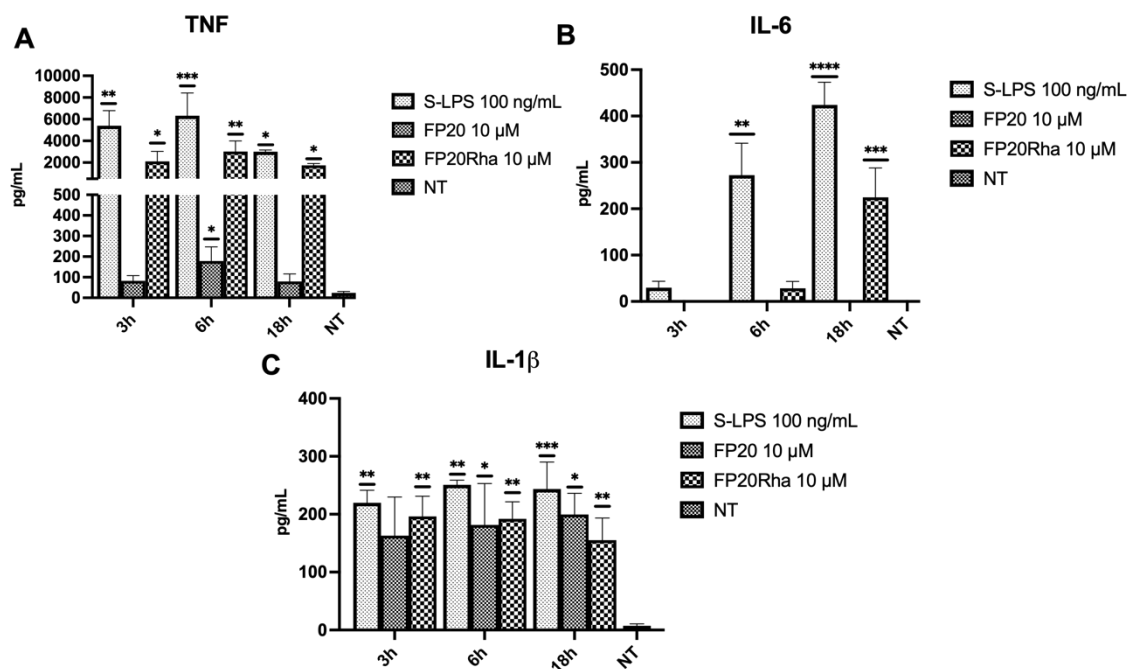 A
TNF
pg/mL
10000
8000
6000
4000
2000
500
400
300
200
100
0
** * *** * ** * *
3h 6h 18h NT
S-LPS 100 ng/mL
FP20 10 µM
FP20Rha 10 µM
NT
B
IL-6
pg/mL
500
400
300
200
100
0
** **** ***
3h 6h 18h NT
S-LPS 100 ng/mL
FP20 10 µM
FP20Rha 10 µM
NT
C
IL-1β
pg/mL
400
300
200
100
0
** ** ** * ** *** * **
3h 6h 18h NT
S-LPS 100 ng/mL
FP20 10 µM
FP20Rha 10 µM
NT